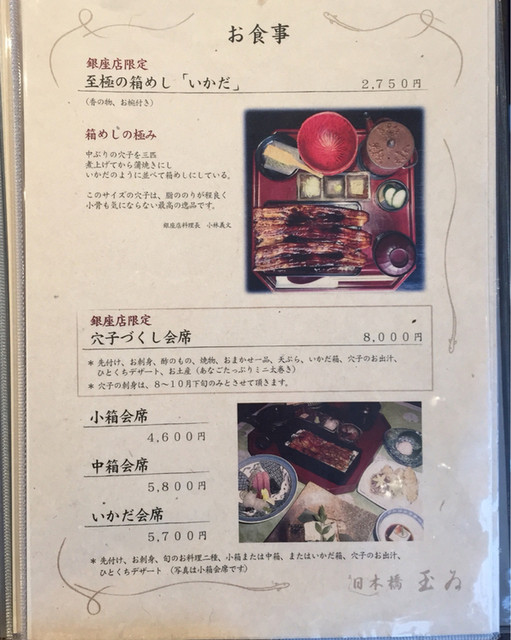 お食事
銀座店限定
至極の箱めし「いかだ」 2,750円
（香の物、お椀付き）
箱めしの極み
中ぶりの穴子を三匹
煮上げてから蒲焼きにし
いかだのように並べて箱めしにしている。
このサイズの穴子は、脂ののりが程良く
小骨も気にならない最高の逸品です。
銀座店料理長 小林義文
銀座店限定
穴子づくし会席 8,000円
＊先付け、お刺身、酢のもの、焼物、おまかせ一品、天ぷら、いかだ箱、穴子のお出汁、
ひとくちデザート、お土産（あなごたっぷりミニ太巻き）
＊穴子の刺身は、8〜10月下旬のみとさせて頂きます。
小箱会席
4,600円
中箱会席
5,800円
いかだ会席
5,700円
＊先付け、お刺身、旬のお料理二種、小箱または中箱、またはいかだ箱、穴子のお出汁、
ひとくちデザート （写真は小箱会席です）
日本橋 玉ゐ